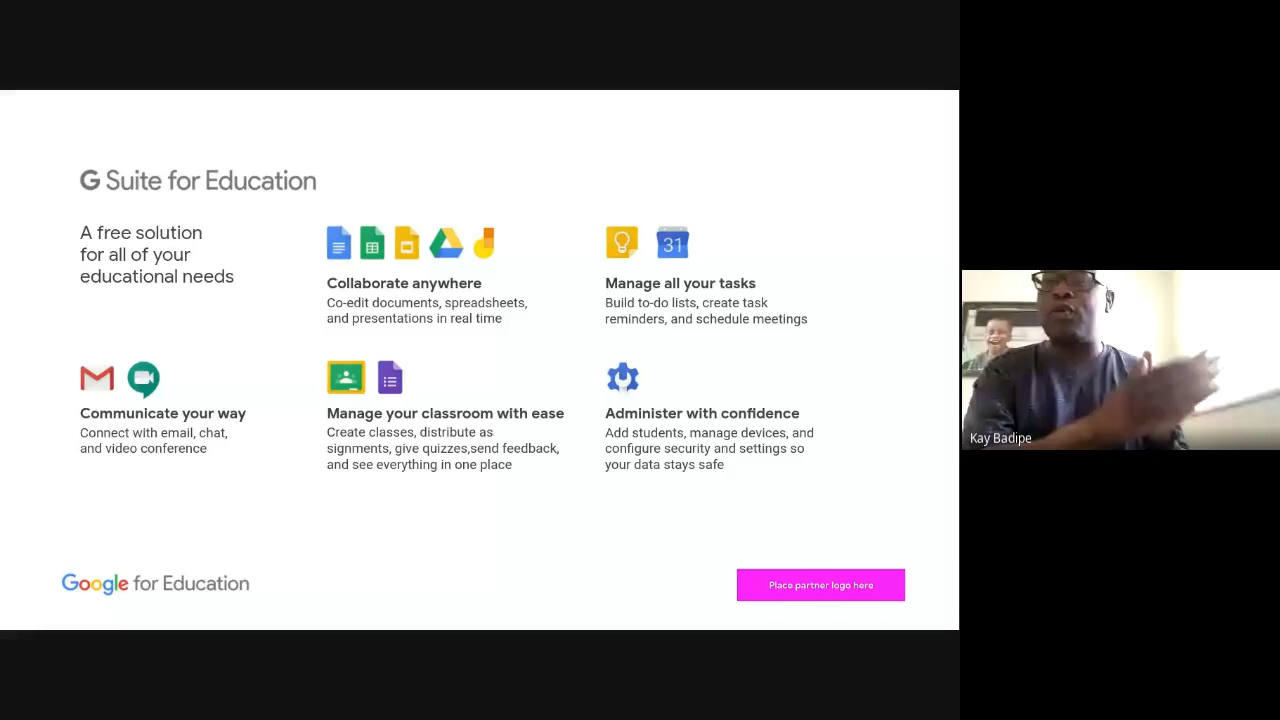 G Suite for Education
A free solution
for all of your
educational needs
Collaborate anywhere
Co-edit documents, spreadsheets,
and presentations in real time
31
Manage all your tasks
Build to-do lists, create task
reminders, and schedule meetings
Communicate your way
Connect with email, chat,
and video conference
Manage your classroom with ease
Create classes, distribute as
signments, give quizzes,send feedback,
and see everything in one place
Administer with confidence
Add students, manage devices, and
configure security and settings so
your data stays safe
Google for Education
Place partner logo here
Kay Badipe